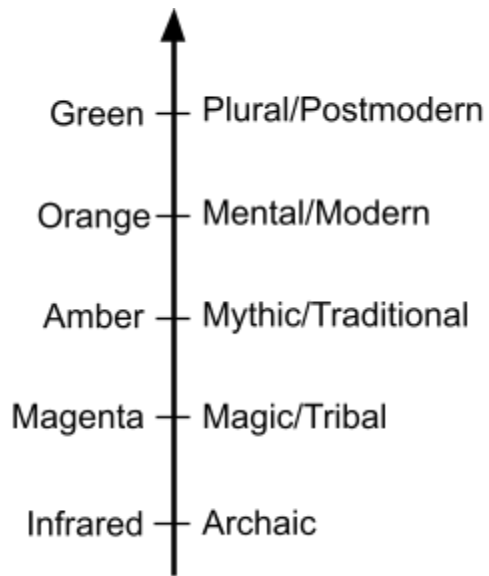 Green Plural/Postmodern
Orange Mental/Modern
Amber Mythic/Traditional
Magenta Magic/Tribal
Infrared Archaic